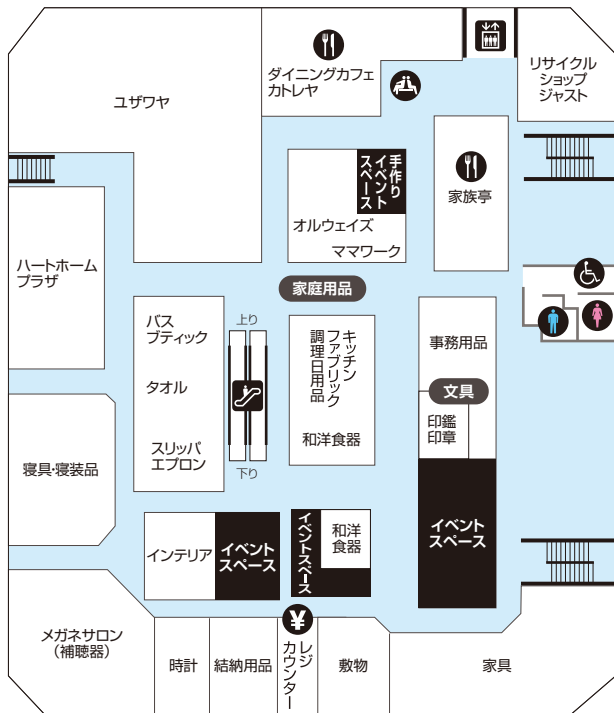 ユザワヤ
ダイニングカフェ
カトレヤ
リサイクル
ショップ
ジャスト
手作り
イベント
スペース
オルウェイズ
ママワーク
家族亭
ハートホーム
プラザ
家庭用品
バス
ブティック
タオル
スリッパ
エプロン
上り
下り
キッチン
ファブリック
調理日用品
和洋食器
事務用品
文具
印鑑
印章
寝具・寝装品
インテリア
イベント
スペース
イベントスペース
和洋
食器
イベント
スペース
メガネサロン
（補聴器）
時計
結納用品
¥
レジ
カウンター
敷物
家具